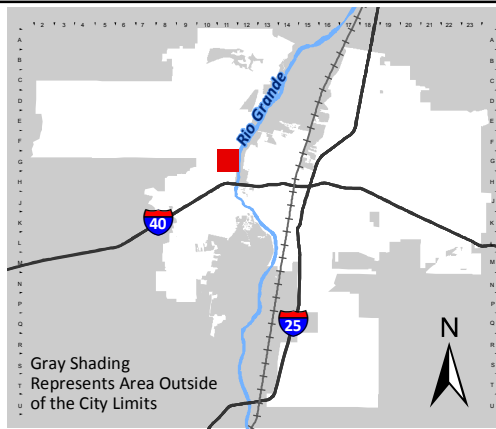 2 3 4 5 6 7 8 9 10 11 12 13 14 15 16 17 18 19 20 21 22 23
A A
B B
C C
D D
E E
F F
G G
H H
J J
K K
L L
M M
N N
P P
Q Q
R R
S S
T T
U U
Rio Grande
40
25
N
Gray Shading
Represents Area Outside
of the City Limits